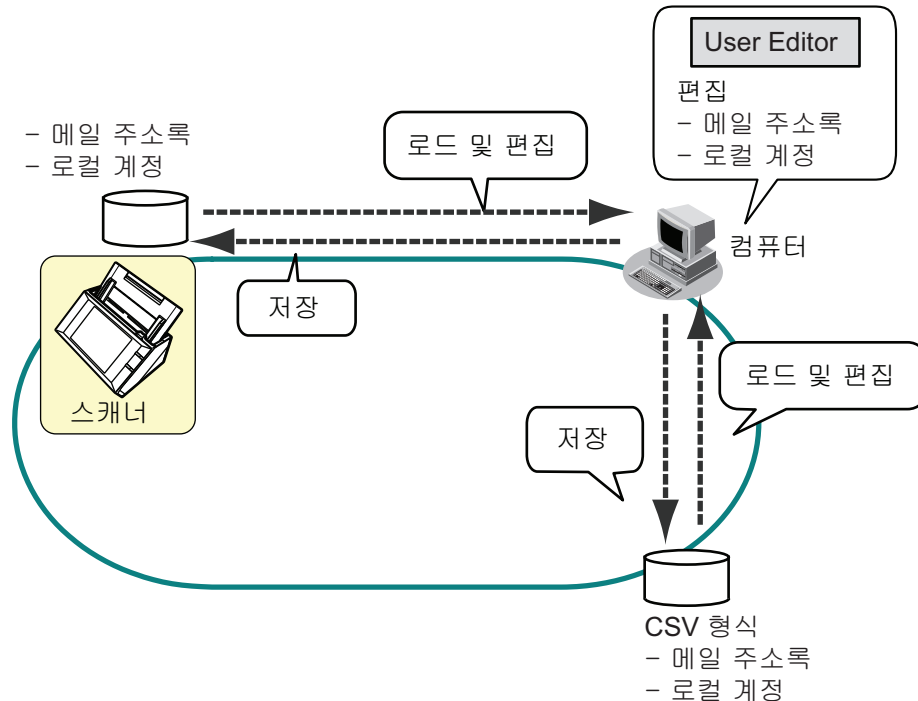 User Editor
편집
– 메일 주소록
– 로컬 계정
– 메일 주소록
– 로컬 계정
로드 및 편집
컴퓨터
저장
스캐너
로드 및 편집
저장
CSV 형식
– 메일 주소록
– 로컬 계정